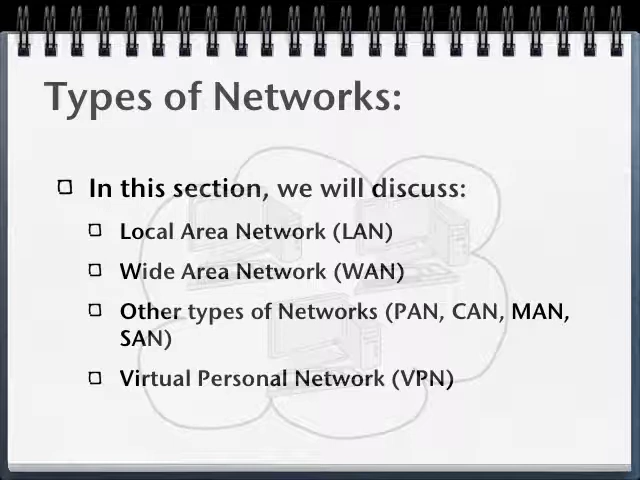 Types of Networks:
In this section, we will discuss:
Local Area Network (LAN)
Wide Area Network (WAN)
Other types of Networks (PAN, CAN, MAN,
SAN)
Virtual Personal Network (VPN)